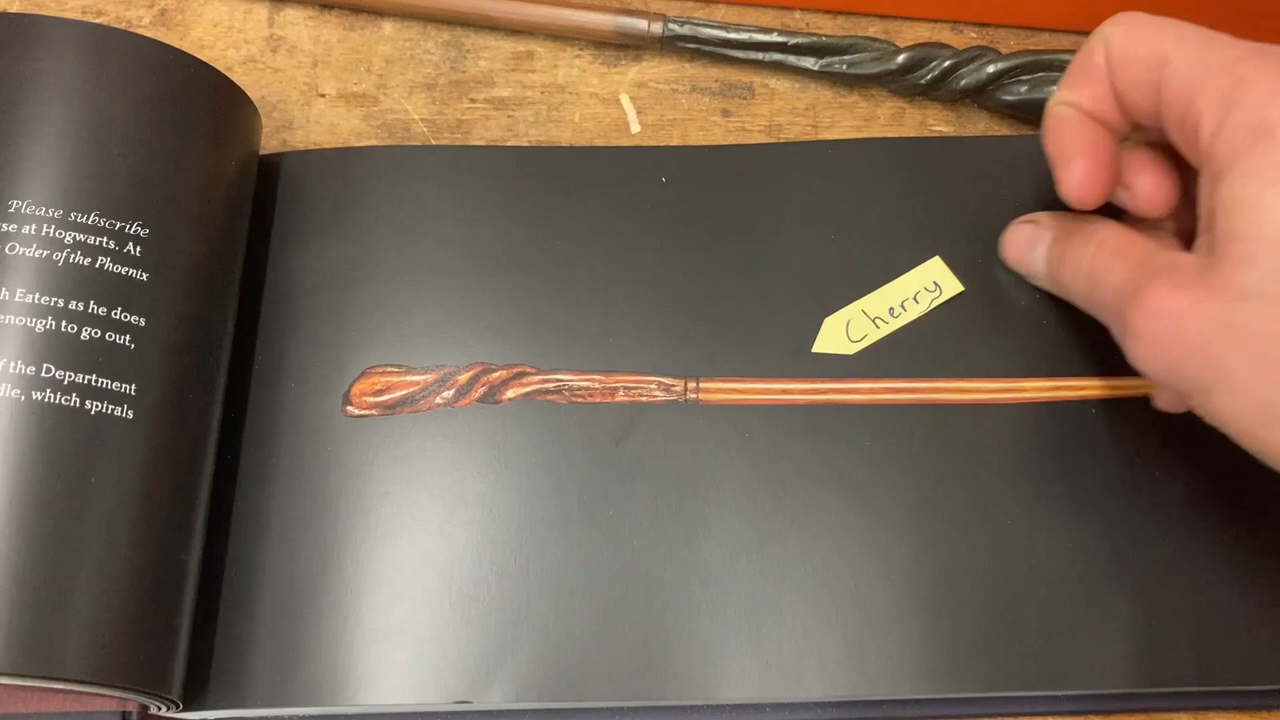 Please subscribe
se at Hogwarts. At
Order of the Phoenix
h Eaters as he does
enough to go out,
f the Department
dle, which spirals
Cherry